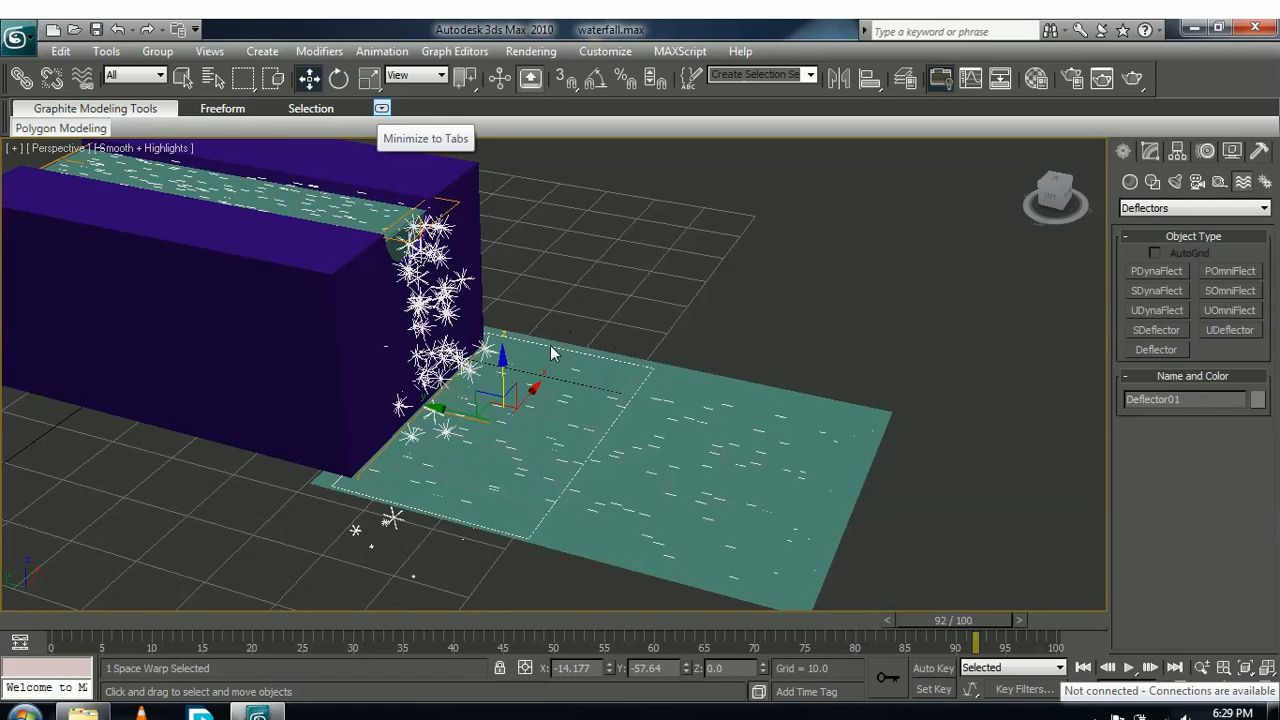 Autodesk 3ds Max 2010 waterfall.max
Type a keyword or phrase
Edit Tools Group Views Create Modifiers Animation Graph Editors Rendering Customize MAXScript Help
All
View
Create Selection Se
Graphite Modeling Tools Freeform Selection
Polygon Modeling
Minimize to Tabs
[ + ] [ Perspective ] [ Smooth + Highlights ]
Deflectors
- Object Type
AutoGrid
PDynaFlect POmniFlect
SDynaFlect SOmniFlect
UDynaFlect UOmniFlect
SDeflector UDeflector
Deflector
- Name and Color
Deflector01
z
x
y
< 92 / 100 >
0 5 10 15 20 25 30 35 40 45 50 55 60 65 70 75 80 85 90 95 100
1 Space Warp Selected
X: -14.177 Y: -57.64 Z: 0.0
Grid = 10.0
Auto Key Selected
Welcome to M
Click and drag to select and move objects
Add Time Tag
Set Key Key Filters...
Not connected - Connections are available
6:29 PM